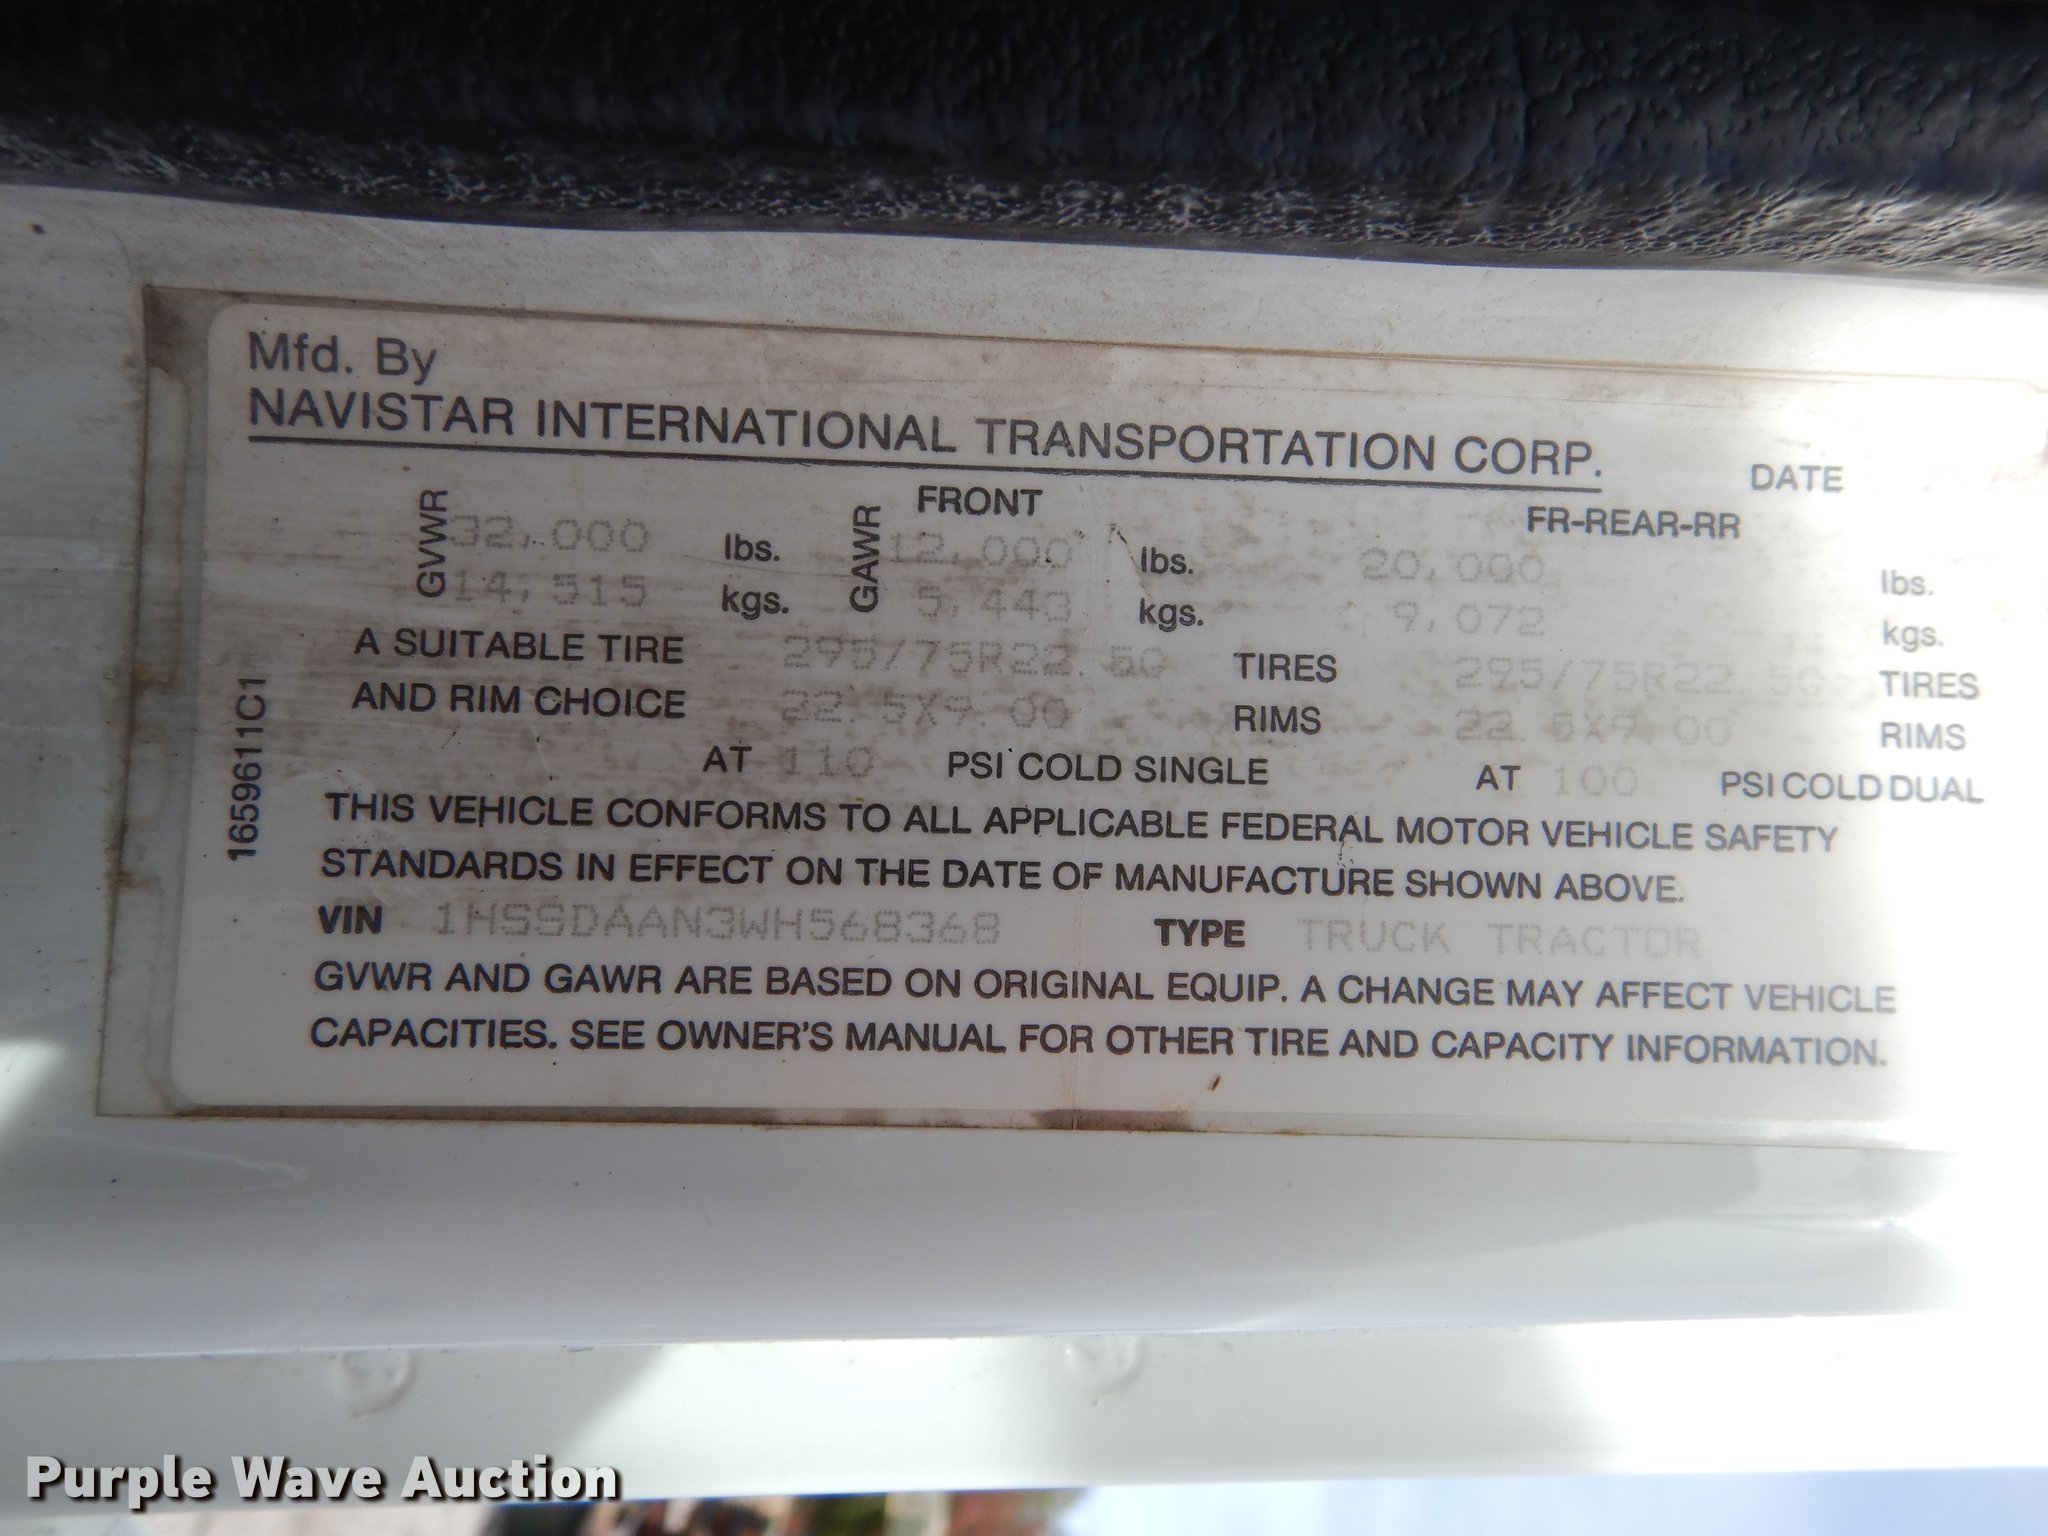 Mfd. By
NAVISTAR INTERNATIONAL TRANSPORTATION CORP.
DATE
FRONT FR-REAR-RR
GVWR 32,000 lbs. GAWR 12,000 lbs. 20,000 lbs.
14,515 kgs. 5,443 kgs. 9,072 kgs.
A SUITABLE TIRE 295/75R22.5G TIRES 295/75R22.5G TIRES
AND RIM CHOICE 22.5X9.00 RIMS 22.5X9.00 RIMS
AT 110 PSI COLD SINGLE AT 100 PSI COLD DUAL
THIS VEHICLE CONFORMS TO ALL APPLICABLE FEDERAL MOTOR VEHICLE SAFETY
STANDARDS IN EFFECT ON THE DATE OF MANUFACTURE SHOWN ABOVE.
VIN 1HSSDAAN3WH568368 TYPE TRUCK TRACTOR
GVWR AND GAWR ARE BASED ON ORIGINAL EQUIP. A CHANGE MAY AFFECT VEHICLE
CAPACITIES. SEE OWNER'S MANUAL FOR OTHER TIRE AND CAPACITY INFORMATION.
1659611C1
Purple Wave Auction